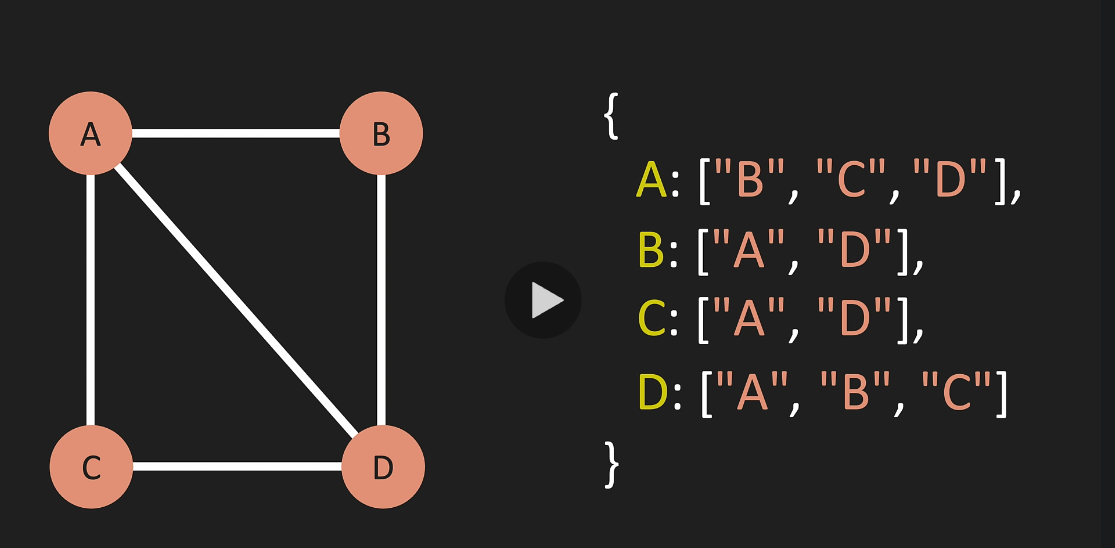 A
B
C
D
{
A: ["B", "C", "D"],
B: ["A", "D"],
C: ["A", "D"],
D: ["A", "B", "C"]
}